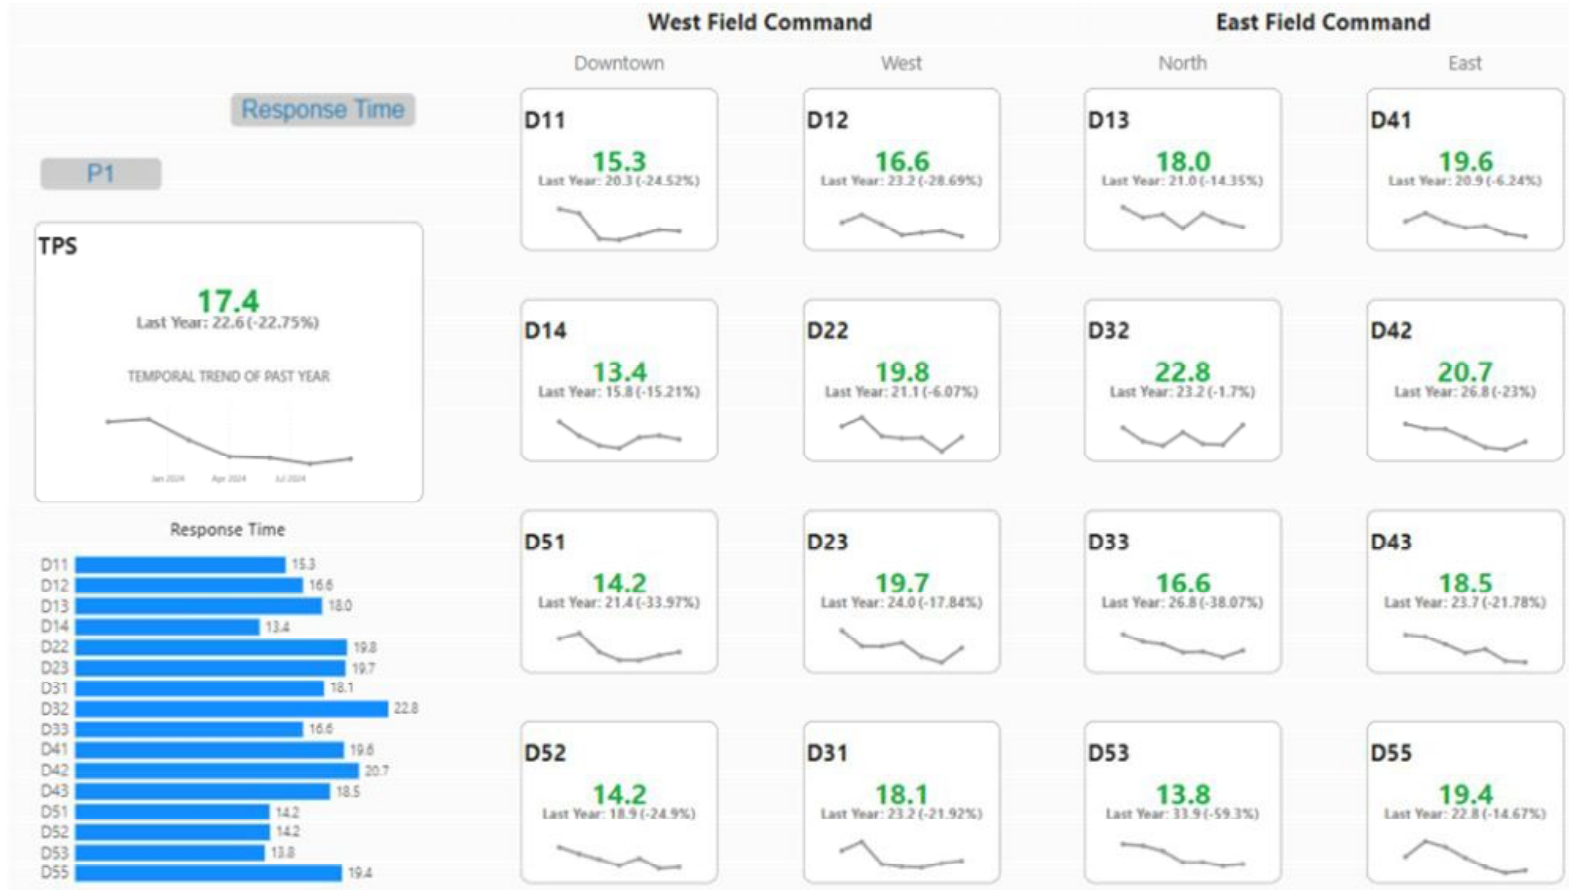 West Field Command East Field Command
Downtown West North East
Response Time
P1
TPS
17.4
Last Year: 22.6 (-22.75%)
TEMPORAL TREND OF PAST YEAR
Jan 2024 Apr 2024 Jul 2024
Response Time
D11 15.3
D12 16.6
D13 18.0
D14 13.4
D22 19.8
D23 19.7
D31 18.1
D32 22.8
D33 16.6
D41 19.6
D42 20.7
D43 18.5
D51 14.2
D52 14.2
D53 13.8
D55 19.4
D11 D12 D13 D41
15.3 16.6 18.0 19.6
Last Year: 20.3 (-24.52%) Last Year: 23.2 (-28.69%) Last Year: 21.0 (-14.35%) Last Year: 20.9 (-6.24%)
D14 D22 D32 D42
13.4 19.8 22.8 20.7
Last Year: 15.8 (-15.21%) Last Year: 21.1 (-6.07%) Last Year: 23.2 (-1.7%) Last Year: 26.8 (-23%)
D51 D23 D33 D43
14.2 19.7 16.6 18.5
Last Year: 21.4 (-33.97%) Last Year: 24.0 (-17.84%) Last Year: 26.8 (-38.07%) Last Year: 23.7 (-21.78%)
D52 D31 D53 D55
14.2 18.1 13.8 19.4
Last Year: 18.9 (-24.9%) Last Year: 23.2 (-21.92%) Last Year: 33.9 (-59.3%) Last Year: 22.8 (-14.67%)